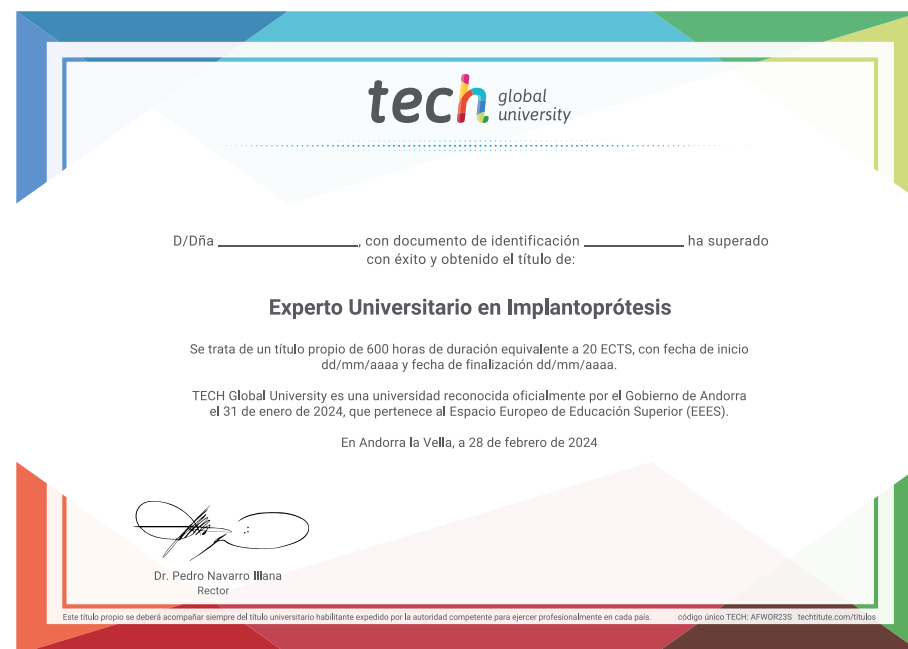 tech global university
D/Dña ____________, con documento de identificación ____________ ha superado
con éxito y obtenido el título de:
Experto Universitario en Implantoprótesis
Se trata de un título propio de 600 horas de duración equivalente a 20 ECTS, con fecha de inicio
dd/mm/aaaa y fecha de finalización dd/mm/aaaa.
TECH Global University es una universidad reconocida oficialmente por el Gobierno de Andorra
el 31 de enero de 2024, que pertenece al Espacio Europeo de Educación Superior (EEES).
En Andorra la Vella, a 28 de febrero de 2024
Dr. Pedro Navarro Illana
Rector
Este título propio se deberá acompañar siempre del título universitario habilitante expedido por la autoridad competente para ejercer profesionalmente en cada país. código único TECH: AFWOR23S techtitute.com/titulos